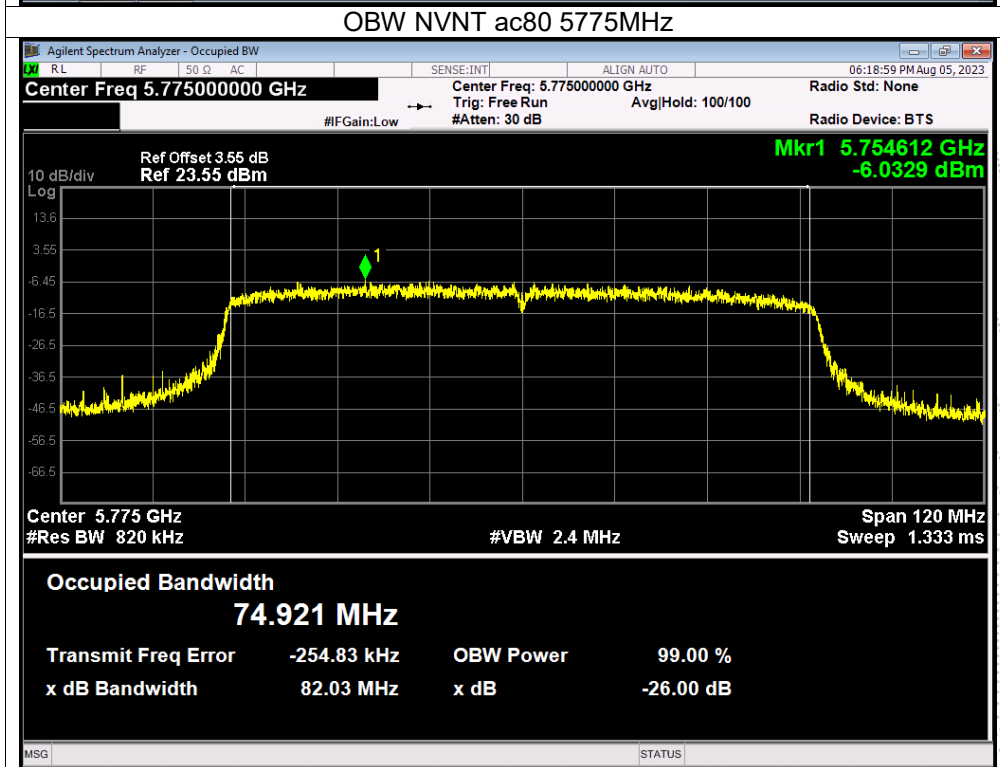 OBW NVNT ac80 5775MHz
Agilent Spectrum Analyzer - Occupied BW
LXI RL RF 50 Ω AC SENSE:INT ALIGN AUTO 06:18:59 PM Aug 05, 2023
Center Freq 5.775000000 GHz Center Freq: 5.775000000 GHz Radio Std: None
Trig: Free Run Avg|Hold: 100/100
#IFGain:Low #Atten: 30 dB Radio Device: BTS
Mkr1 5.754612 GHz
-6.0329 dBm
Ref Offset 3.55 dB
10 dB/div Ref 23.55 dBm
Log
13.6
3.55
-6.45
-16.5
-26.5
-36.5
-46.5
-56.5
-66.5
1
Center 5.775 GHz Span 120 MHz
#Res BW 820 kHz #VBW 2.4 MHz Sweep 1.333 ms
Occupied Bandwidth
74.921 MHz
Transmit Freq Error -254.83 kHz OBW Power 99.00 %
x dB Bandwidth 82.03 MHz x dB -26.00 dB
MSG STATUS